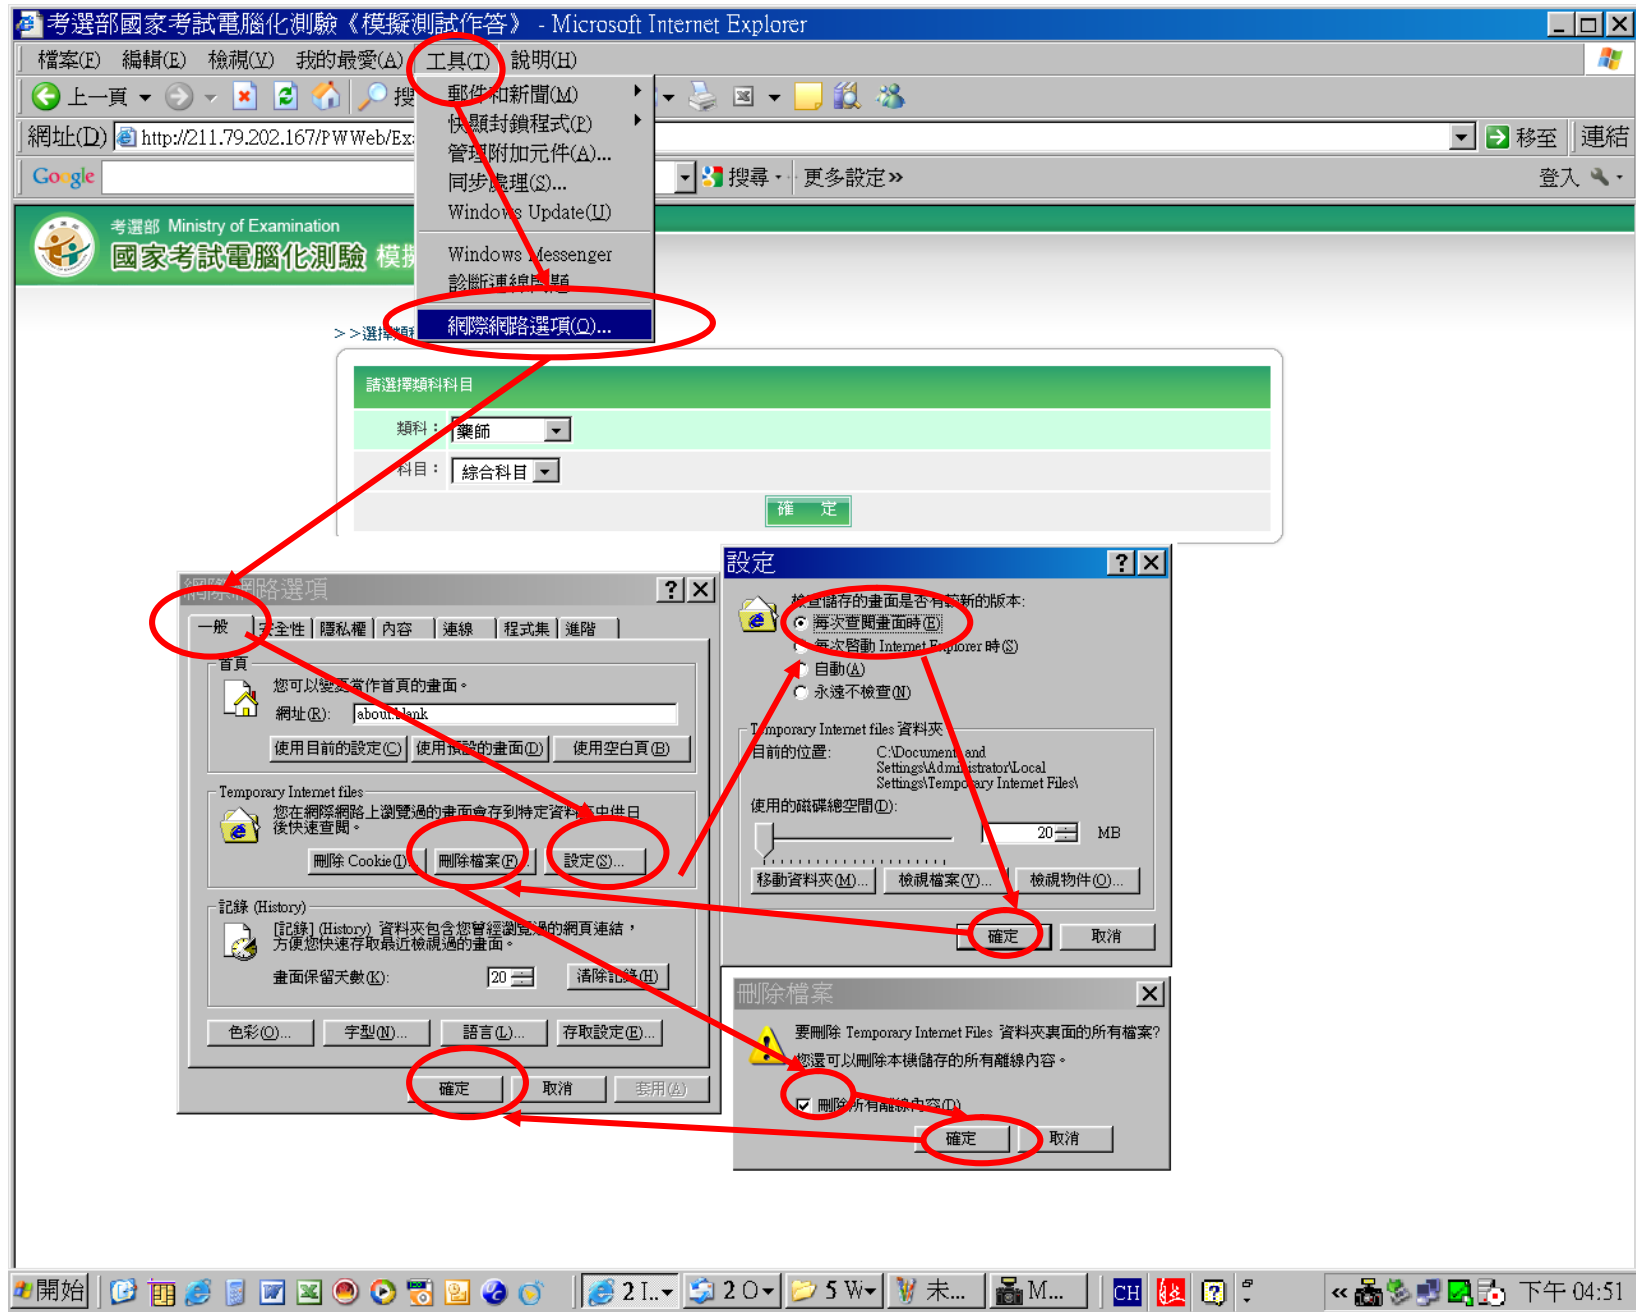 考選部國家考試電腦化測驗《模擬測試作答》 - Microsoft Internet Explorer
檔案(F) 編輯(E) 檢視(V) 我的最愛(A) 工具(T) 說明(H)
上一頁 搜
網址(D) http://211.79.202.167/PWWeb/Ex 移至 連結
Google 搜尋 更多設定 » 登入
郵件和新聞(M)
快顯封鎖程式(P)
管理附加元件(A)...
同步處理(S)...
Windows Update(U)
Windows Messenger
診斷連線問題
網際網路選項(O)...
考選部 Ministry of Examination
國家考試電腦化測驗 模擬
>>選擇類科
請選擇類科科目
類科： 藥師
科目： 綜合科目
確 定
網際網路選項
一般 安全性 隱私權 內容 連線 程式集 進階
首頁
您可以變更當作首頁的畫面。
網址(R): about:blank
使用目前的設定(C) 使用預設的畫面(D) 使用空白頁(B)
Temporary Internet files
您在網際網路上瀏覽過的畫面會存到特定資料夾中供日
後快速查閱。
刪除 Cookie(I)... 刪除檔案(F)... 設定(S)...
記錄 (History)
[記錄] (History) 資料夾包含您曾經瀏覽過的網頁連結，
方便您快速存取最近檢視過的畫面。
畫面保留天數(K): 20 清除記錄(H)
色彩(O)... 字型(N)... 語言(L)... 存取設定(E)...
確定 取消 套用(A)
設定
檢查儲存的畫面是否有較新的版本:
每次查閱畫面時(E)
每次啓動 Internet Explorer 時(S)
自動(A)
永遠不檢查(N)
Temporary Internet files 資料夾
目前的位置: C:\Documents and
Settings\Administrator\Local
Settings\Temporary Internet Files\
使用的磁碟總空間(D):
20 MB
移動資料夾(M)... 檢視檔案(V)... 檢視物件(O)...
確定 取消
刪除檔案
要刪除 Temporary Internet Files 資料夾裏面的所有檔案?
您還可以刪除本機儲存的所有離線內容。
刪除所有離線內容(D)
確定 取消
開始 2 I.. 2 O 5 W 未... M... CH « 下午 04:51